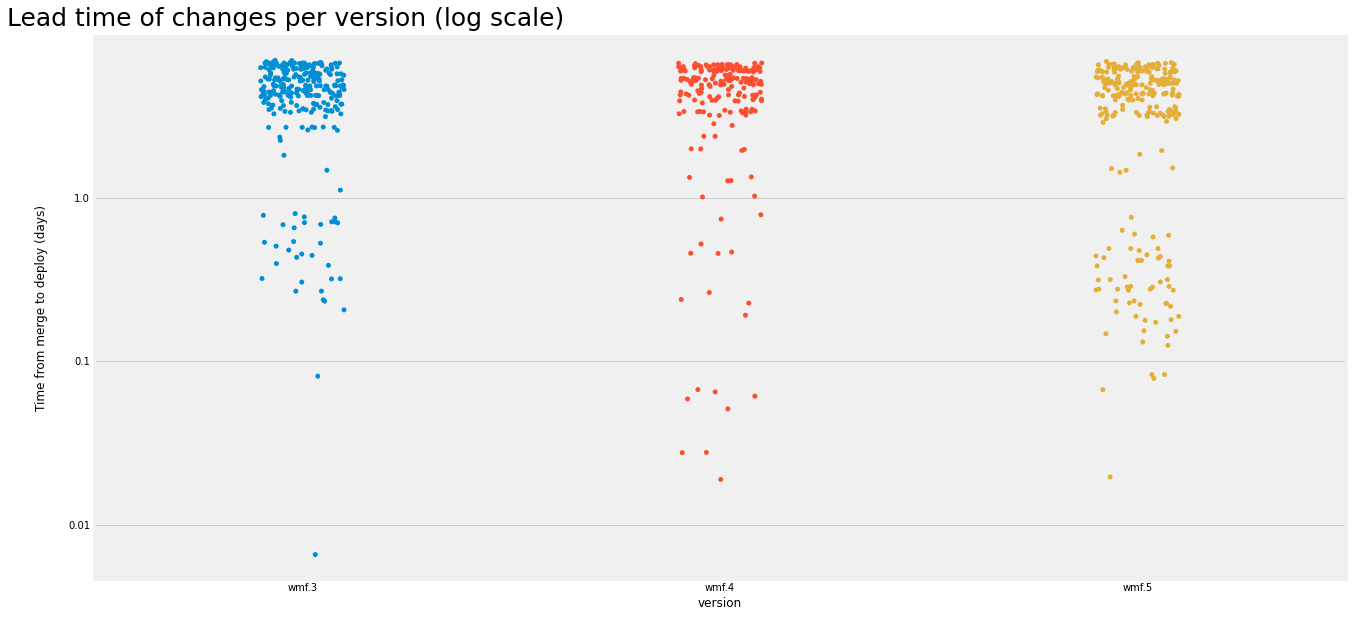 Lead time of changes per version (log scale)
Time from merge to deploy (days)
1.0
0.1
0.01
wmf.3
wmf.4
wmf.5
version